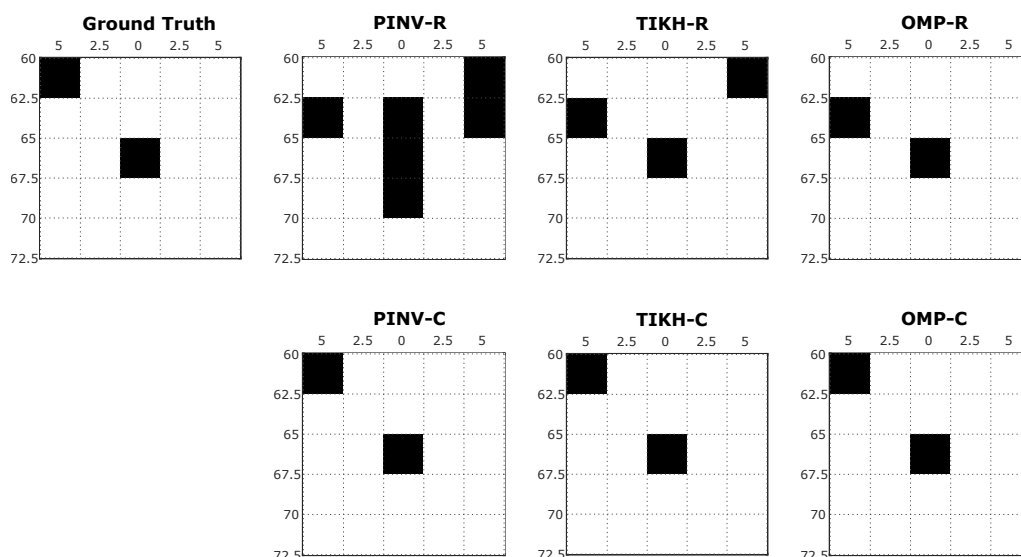 Ground Truth PINV-R TIKH-R OMP-R
5 2.5 0 2.5 5 5 2.5 0 2.5 5 5 2.5 0 2.5 5 5 2.5 0 2.5 5
60 60 60 60
62.5 62.5 62.5 62.5
65 65 65 65
67.5 67.5 67.5 67.5
70 70 70 70
72.5 72.5 72.5 72.5
PINV-C TIKH-C OMP-C
5 2.5 0 2.5 5 5 2.5 0 2.5 5 5 2.5 0 2.5 5
60 60 60
62.5 62.5 62.5
65 65 65
67.5 67.5 67.5
70 70 70
72.5 72.5 72.5